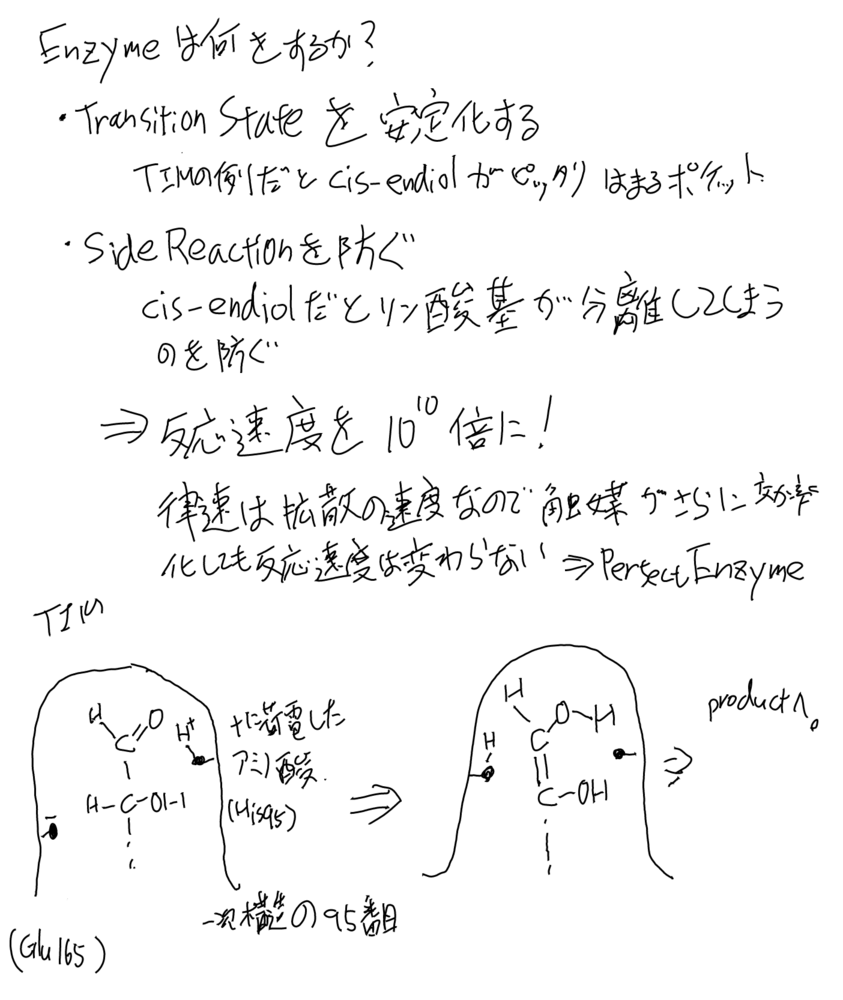 Enzymeは何をするか?
・Transition Stateを安定化する
TIMの例だとcis-endiolがピッタリはまるポケット
・Side Reactionを防ぐ
cis-endiolだとリン酸基が分離してしまう
のを防ぐ
⇒反応速度を10^10倍に!
律速は拡散の速度なので触媒がさらに効率
化しても反応速度は変わらない ⇒Perfect Enzyme
TIM
H C O H+
H-C-OH
+に荷電した
アミノ酸.
(His95)
一次構造の95番目
(Glu165)
⇒
H O-H
H C
C-OH
⇒ productへ。